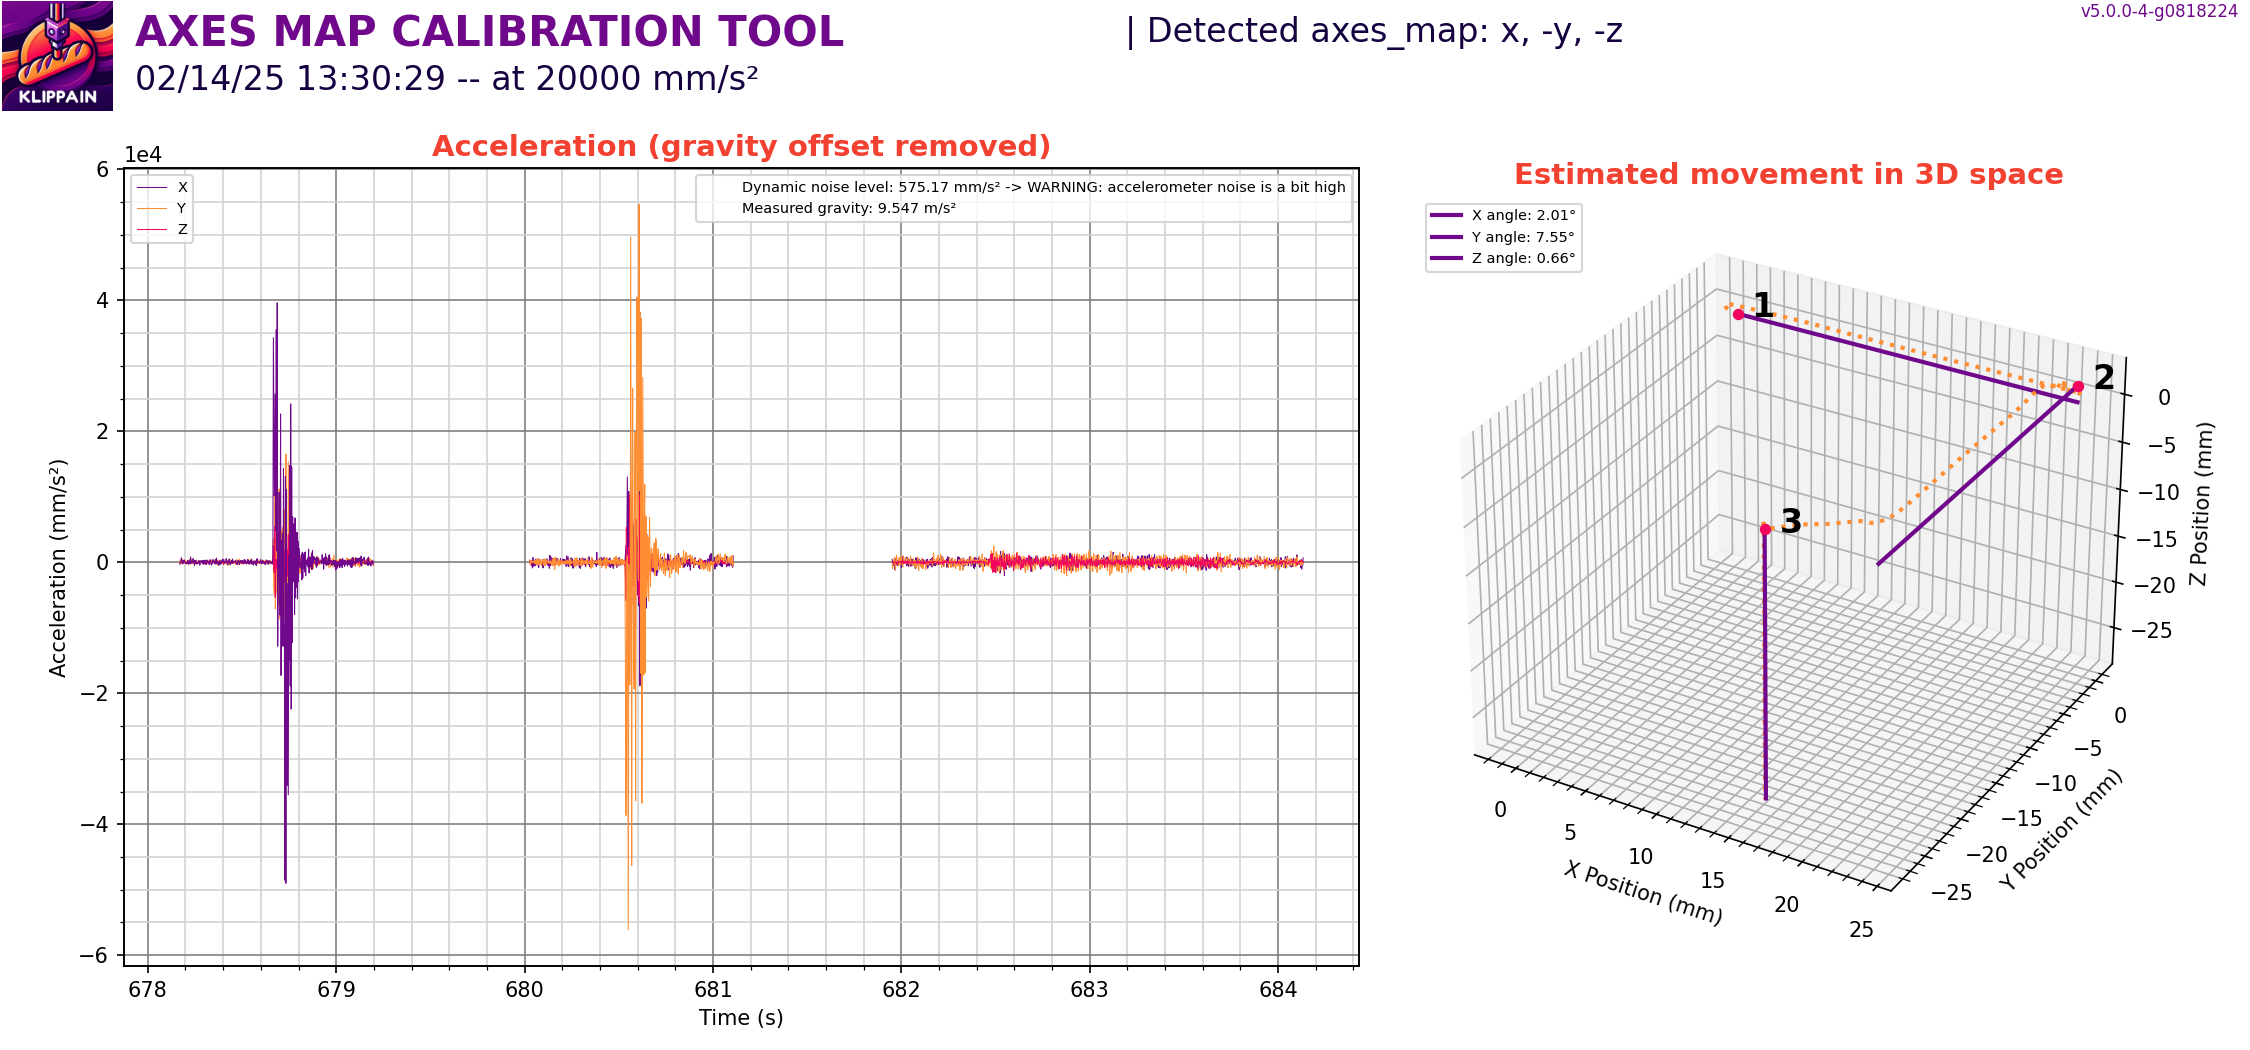 AXES MAP CALIBRATION TOOL
| Detected axes_map: x, -y, -z
v5.0.0-4-g0818224
02/14/25 13:30:29 -- at 20000 mm/s²
KLIPPAIN
Acceleration (gravity offset removed)
1e4
X
Y
Z
Dynamic noise level: 575.17 mm/s² -> WARNING: accelerometer noise is a bit high
Measured gravity: 9.547 m/s²
6
4
2
0
−2
−4
−6
Acceleration (mm/s²)
678
679
680
681
682
683
684
Time (s)
Estimated movement in 3D space
X angle: 2.01°
Y angle: 7.55°
Z angle: 0.66°
1
2
3
0
−5
−10
−15
−20
−25
Z Position (mm)
0
−5
−10
−15
−20
−25
Y Position (mm)
0
5
10
15
20
25
X Position (mm)